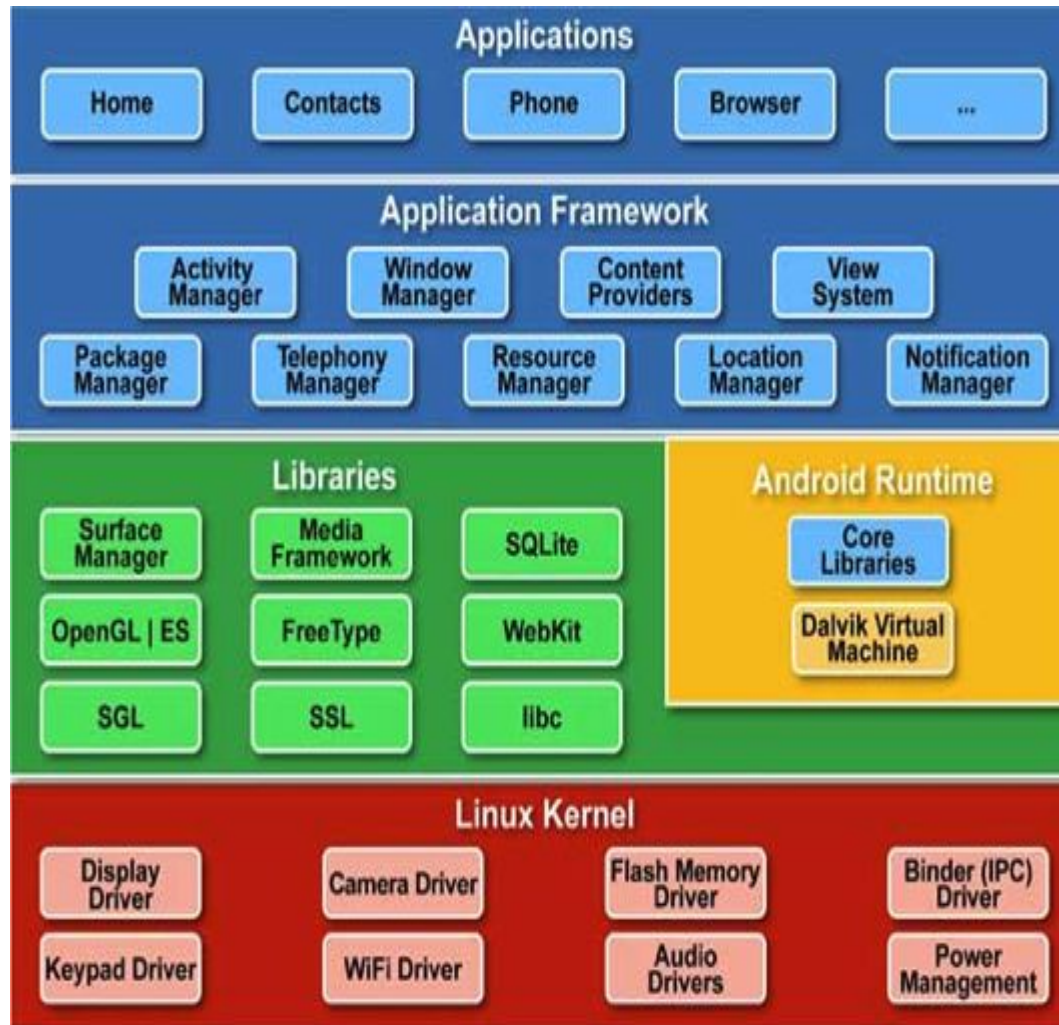 Applications
Home
Contacts
Phone
Browser
...
Application Framework
Activity
Manager
Window
Manager
Content
Providers
View
System
Package
Manager
Telephony
Manager
Resource
Manager
Location
Manager
Notification
Manager
Libraries
Surface
Manager
Media
Framework
SQLite
OpenGL | ES
FreeType
WebKit
SGL
SSL
libc
Android Runtime
Core
Libraries
Dalvik Virtual
Machine
Linux Kernel
Display
Driver
Camera Driver
Flash Memory
Driver
Binder (IPC)
Driver
Keypad Driver
WiFi Driver
Audio
Drivers
Power
Management